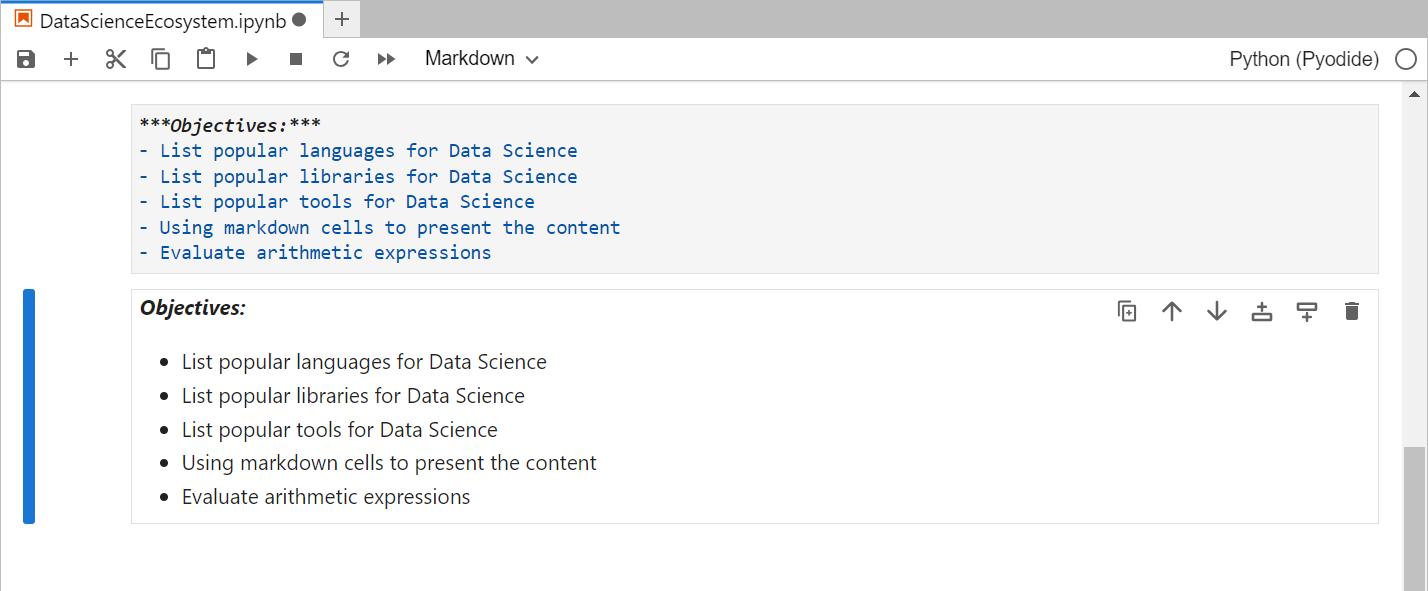 DataScienceEcosystem.ipynb
Markdown
Python (Pyodide)
***Objectives:***
- List popular languages for Data Science
- List popular libraries for Data Science
- List popular tools for Data Science
- Using markdown cells to present the content
- Evaluate arithmetic expressions
Objectives:
• List popular languages for Data Science
• List popular libraries for Data Science
• List popular tools for Data Science
• Using markdown cells to present the content
• Evaluate arithmetic expressions